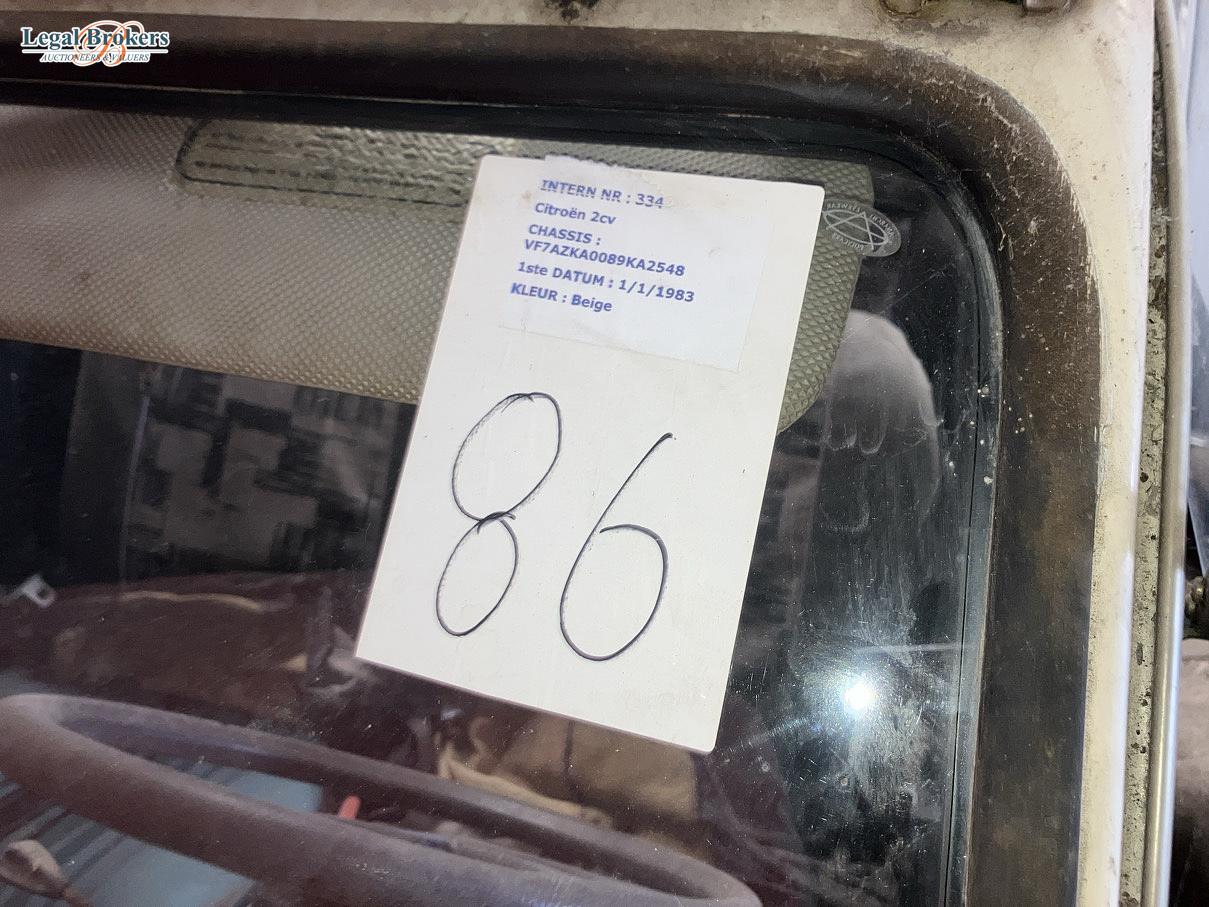 Legal Brokers
AUCTIONEERS & VALUERS
INTERN NR : 334
Citroën 2cv
CHASSIS :
VF7AZKA0089KA2548
1ste DATUM : 1/1/1983
KLEUR : Beige
86